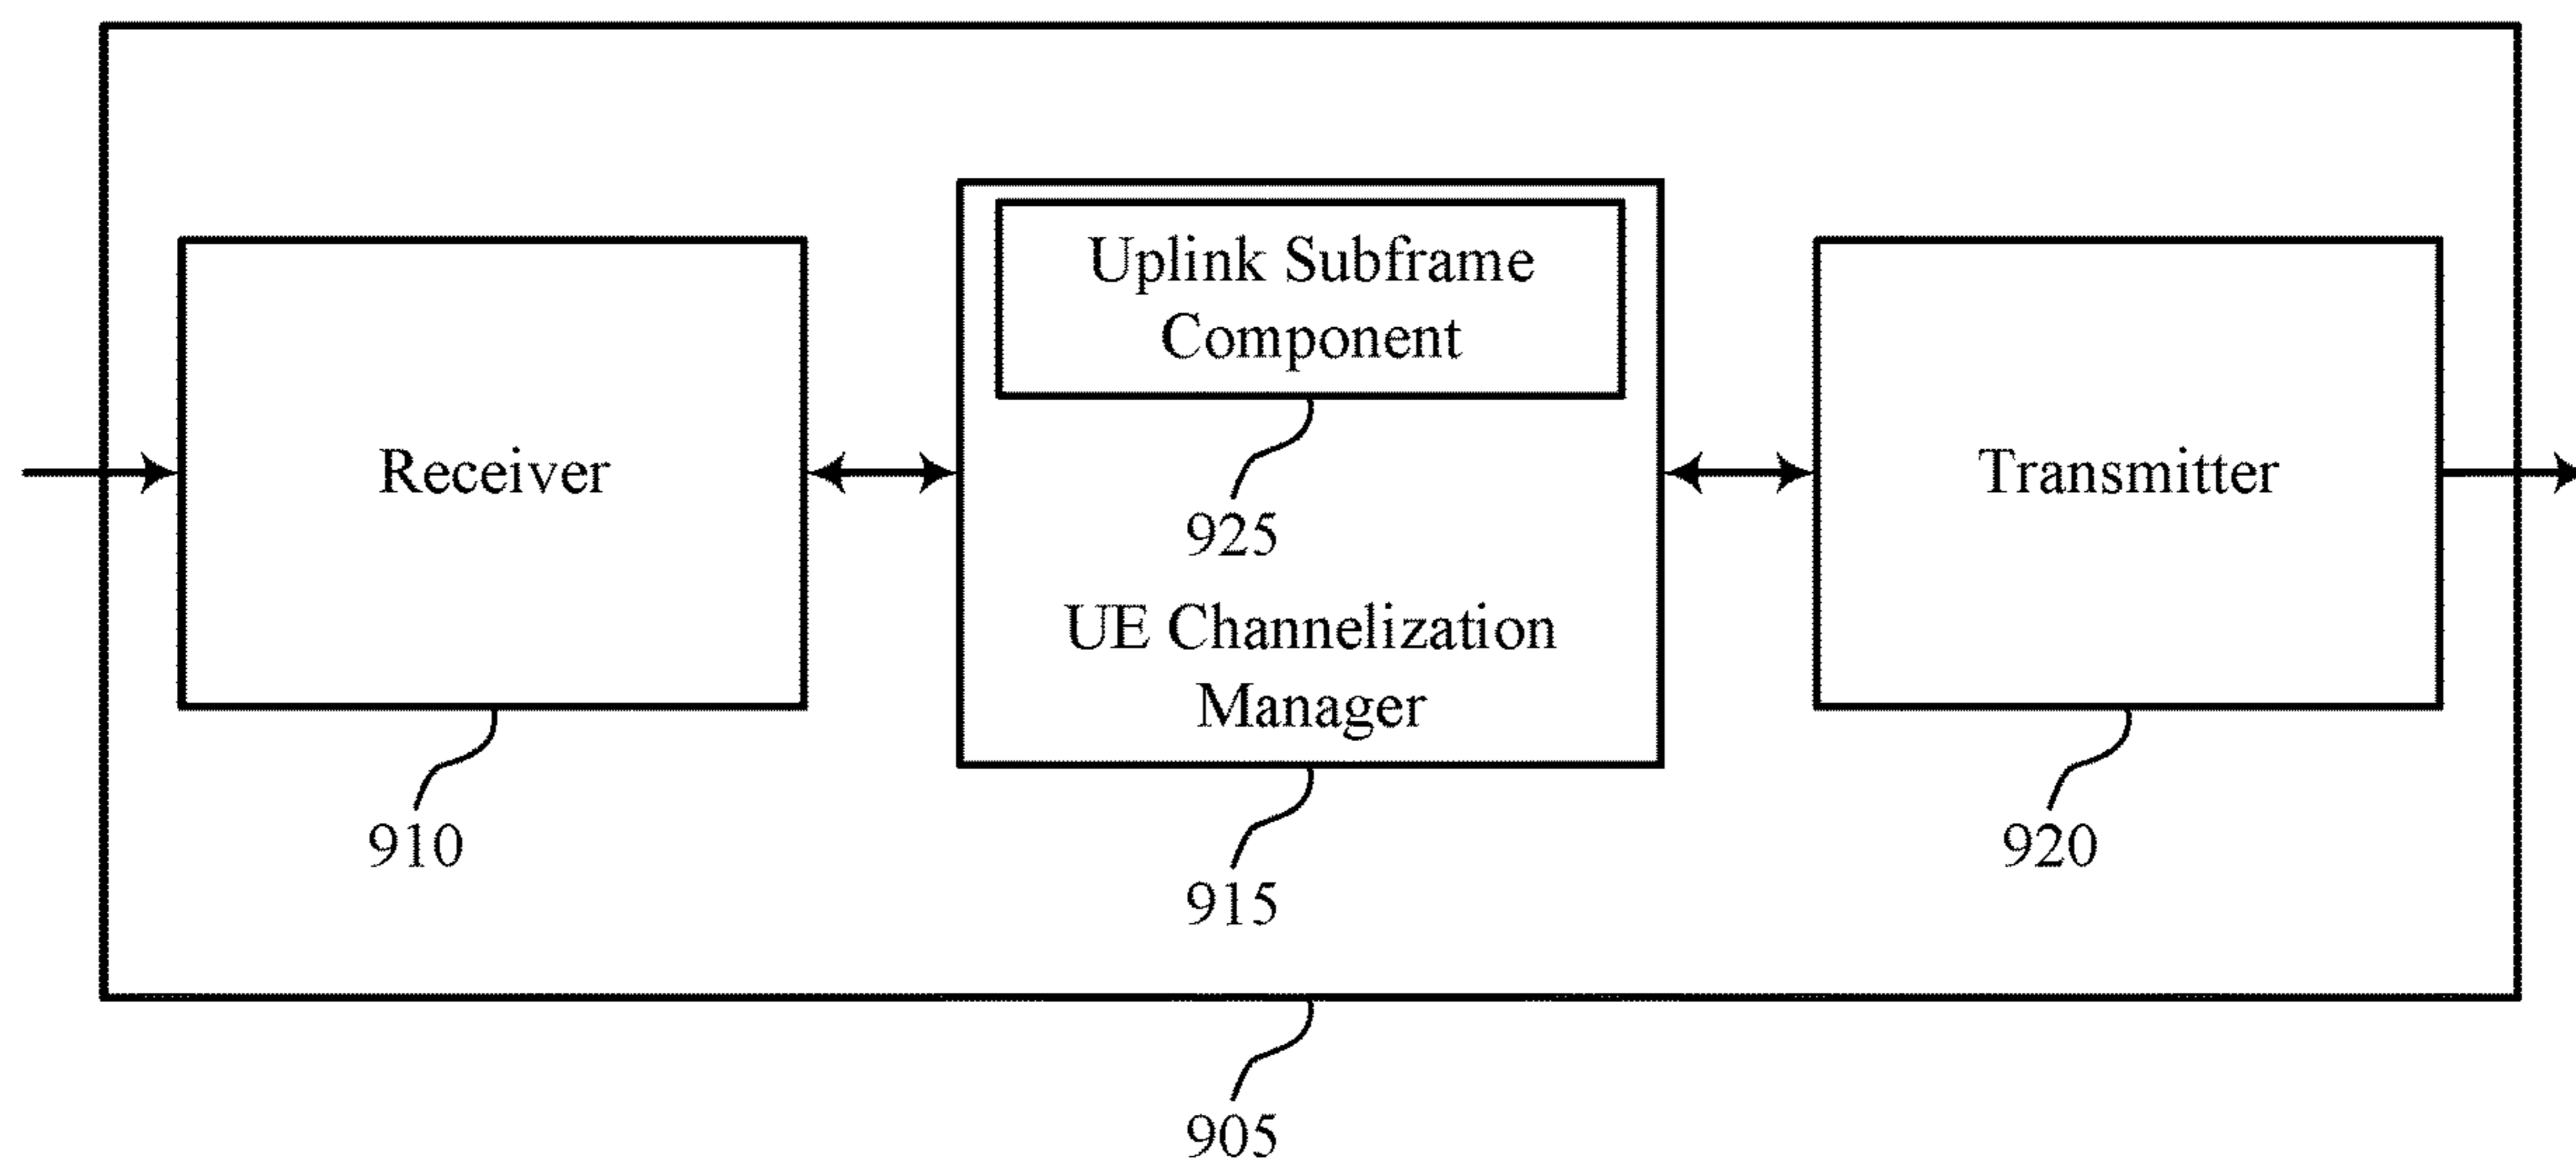 Uplink Subframe
Component
Receiver
Transmitter
925
UE Channelization
Manager
910
920
915
905